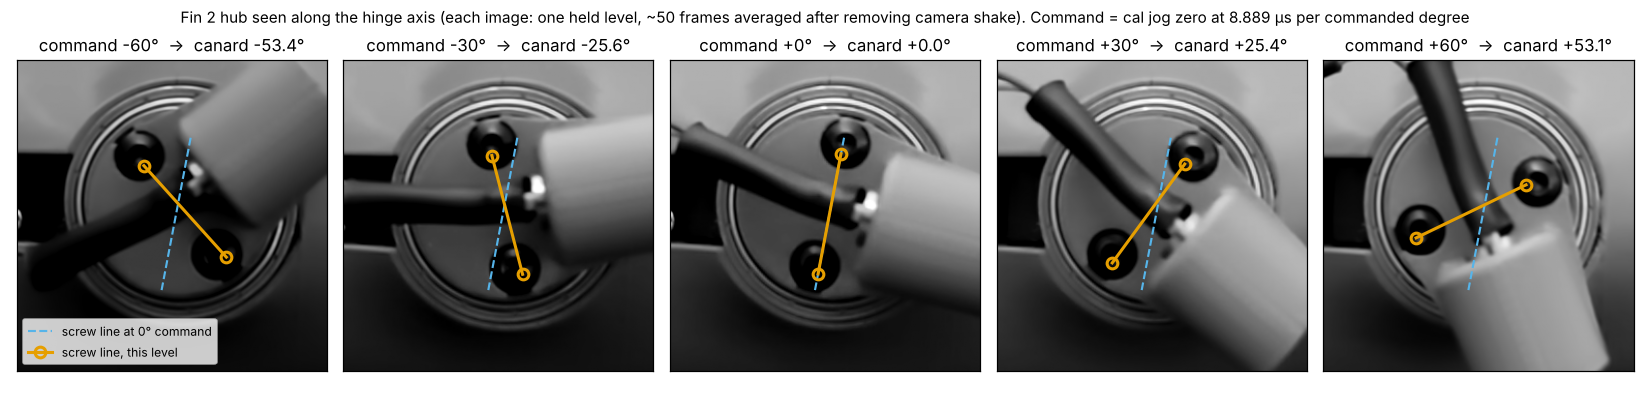 Fin 2 hub seen along the hinge axis (each image: one held level, ~50 frames averaged after removing camera shake). Command = cal jog zero at 8.889 µs per commanded degree
command -60° → canard -53.4°
command -30° → canard -25.6°
command +0° → canard +0.0°
command +30° → canard +25.4°
command +60° → canard +53.1°
screw line at 0° command
screw line, this level